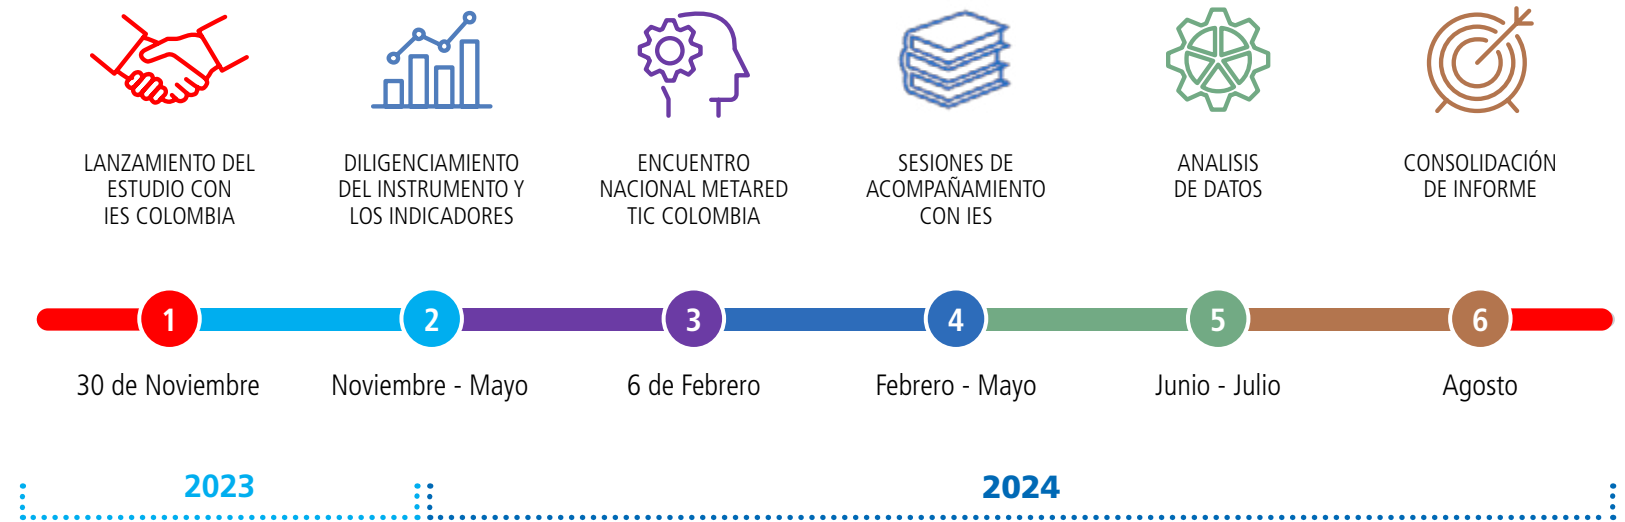 LANZAMIENTO DEL
ESTUDIO CON
IES COLOMBIA
DILIGENCIAMIENTO
DEL INSTRUMENTO Y
LOS INDICADORES
ENCUENTRO
NACIONAL METARED
TIC COLOMBIA
SESIONES DE
ACOMPAÑAMIENTO
CON IES
ANALISIS
DE DATOS
CONSOLIDACIÓN
DE INFORME
1
2
3
4
5
6
30 de Noviembre
Noviembre - Mayo
6 de Febrero
Febrero - Mayo
Junio - Julio
Agosto
2023
2024